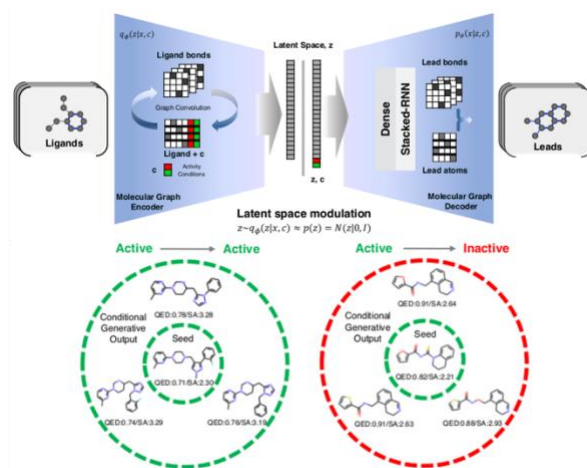 qϕ(z|x,c)
Latent Space, z
pθ(x|z,c)
Ligand bonds
Graph Convolution
Ligand + c
c
Activity
Conditions
Ligands
Molecular Graph
Encoder
z, c
Dense
Stacked-RNN
Lead bonds
Lead atoms
Leads
Molecular Graph
Decoder
Latent space modulation
z~qϕ(z|x,c) ≈ p(z) = N(z|0,I)
Active
Active
Active
Inactive
QED:0.78/SA:3.28
Conditional
Generative
Output
Seed
QED:0.71/SA:2.30
QED:0.74/SA:3.29
QED:0.76/SA:3.19
QED:0.91/SA:2.64
Conditional
Generative
Output
Seed
QED:0.82/SA:2.21
QED:0.91/SA:2.63
QED:0.88/SA:2.93